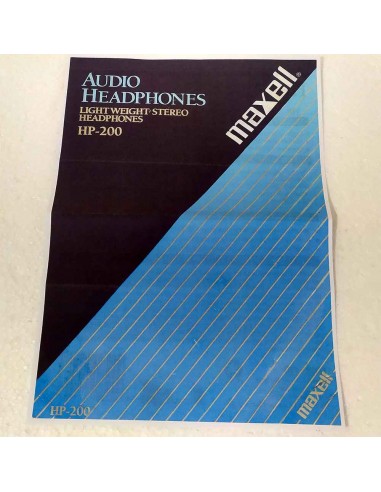 AUDIO
HEADPHONES
LIGHT WEIGHT STEREO
HEADPHONES
HP-200
maxell®
HP-200
maxell